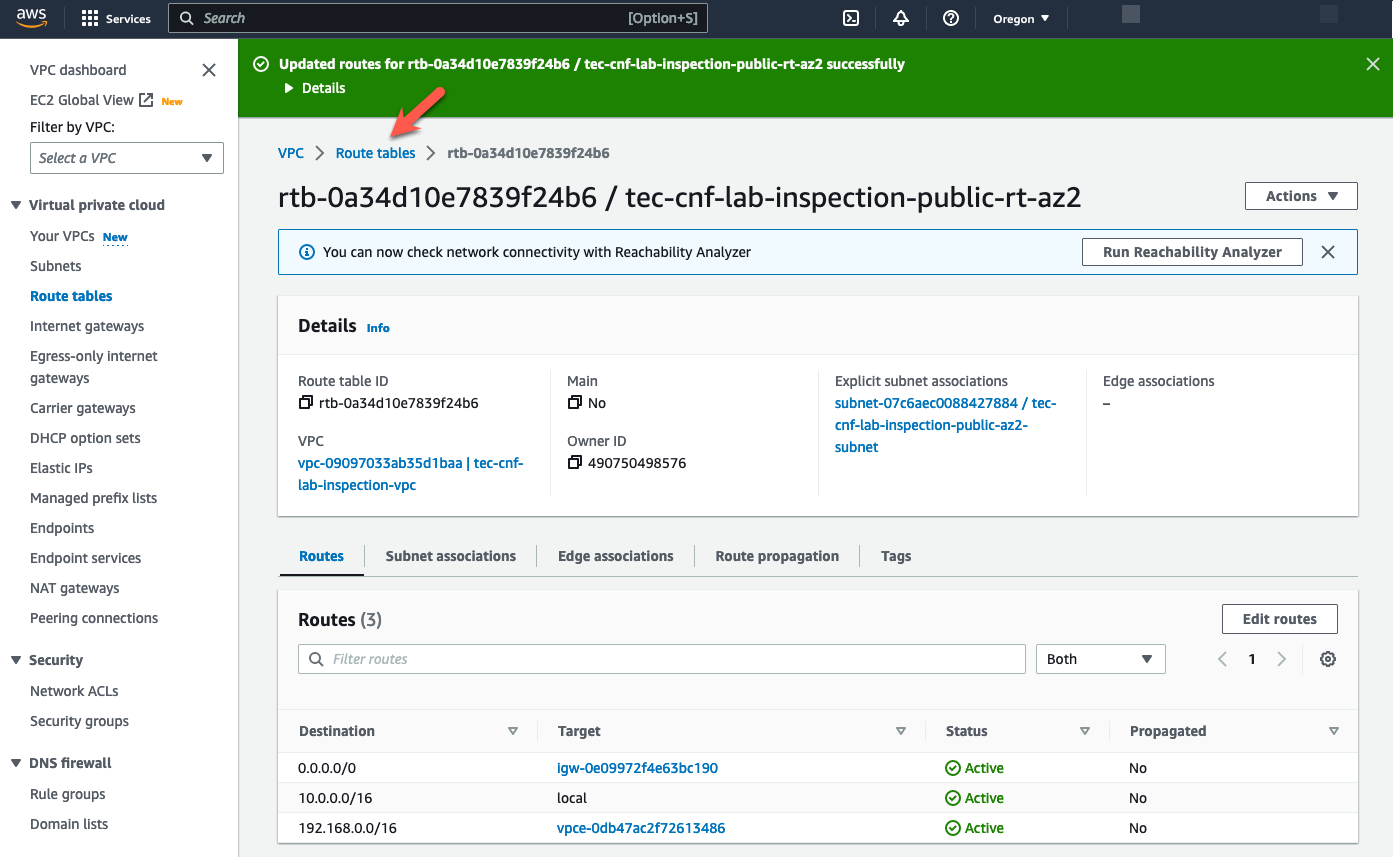 aws
Services
Search
[Option+S]
Oregon
VPC dashboard
EC2 Global View New
Filter by VPC:
Select a VPC
Virtual private cloud
Your VPCs New
Subnets
Route tables
Internet gateways
Egress-only internet
gateways
Carrier gateways
DHCP option sets
Elastic IPs
Managed prefix lists
Endpoints
Endpoint services
NAT gateways
Peering connections
Security
Network ACLs
Security groups
DNS firewall
Rule groups
Domain lists
Updated routes for rtb-0a34d10e7839f24b6 / tec-cnf-lab-inspection-public-rt-az2 successfully
Details
VPC Route tables rtb-0a34d10e7839f24b6
rtb-0a34d10e7839f24b6 / tec-cnf-lab-inspection-public-rt-az2
Actions
You can now check network connectivity with Reachability Analyzer
Run Reachability Analyzer
Details Info
Route table ID
rtb-0a34d10e7839f24b6
VPC
vpc-09097033ab35d1baa | tec-cnf-
lab-inspection-vpc
Main
No
Owner ID
490750498576
Explicit subnet associations
subnet-07c6aec0088427884 / tec-
cnf-lab-inspection-public-az2-
subnet
Edge associations
–
Routes Subnet associations Edge associations Route propagation Tags
Routes (3)
Edit routes
Filter routes
Both
1
Destination Target Status Propagated
0.0.0.0/0 igw-0e09972f4e63bc190 Active No
10.0.0.0/16 local Active No
192.168.0.0/16 vpce-0db47ac2f72613486 Active No